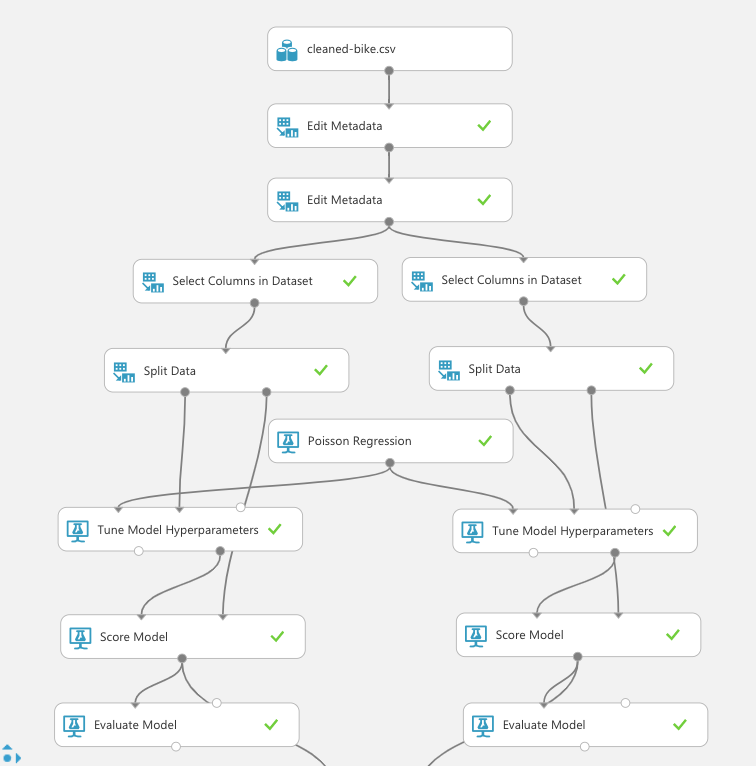 cleaned-bike.csv
Edit Metadata
Edit Metadata
Select Columns in Dataset
Select Columns in Dataset
Split Data
Split Data
Poisson Regression
Tune Model Hyperparameters
Tune Model Hyperparameters
Score Model
Score Model
Evaluate Model
Evaluate Model